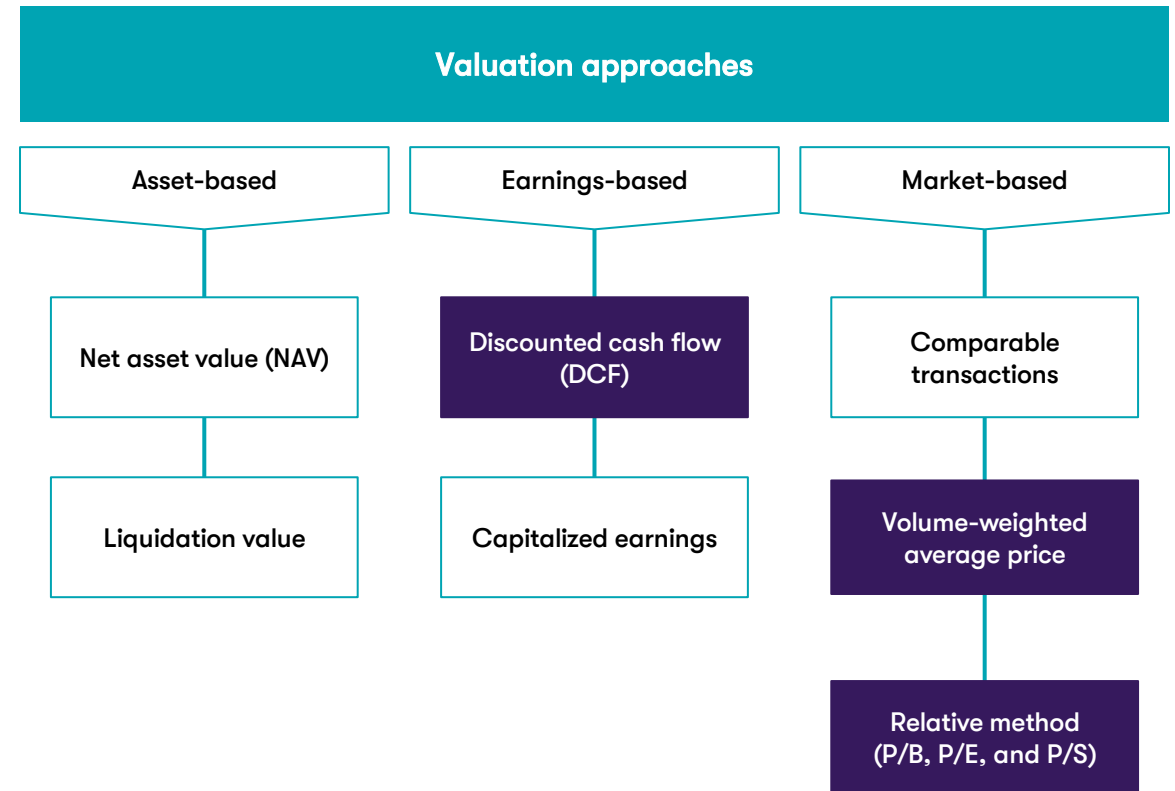 Valuation approaches
Asset-based
Net asset value (NAV)
Liquidation value
Earnings-based
Discounted cash flow
(DCF)
Capitalized earnings
Market-based
Comparable
transactions
Volume-weighted
average price
Relative method
(P/B, P/E, and P/S)